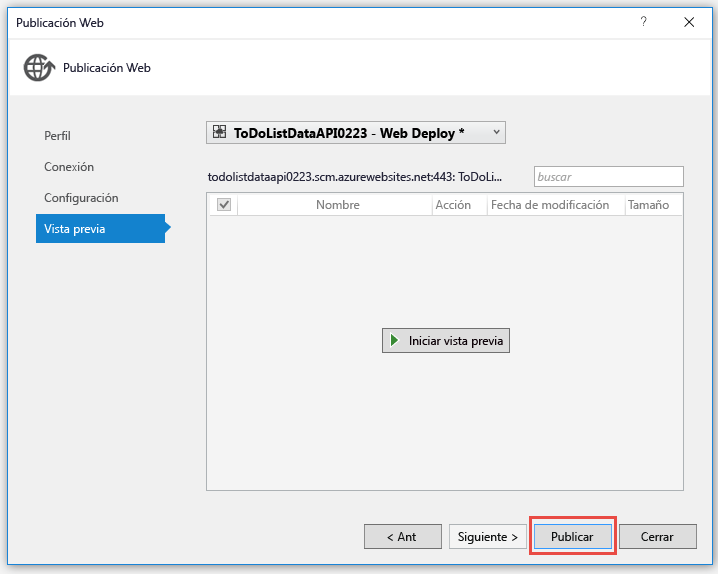 Publicación Web
?
Publicación Web
Perfil
Conexión
Configuración
Vista previa
ToDoListDataAPI0223 - Web Deploy *
todolistdataapi0223.scm.azurewebsites.net:443: ToDoLi...
buscar
Nombre Acción Fecha de modificación Tamaño
Iniciar vista previa
< Ant Siguiente > Publicar Cerrar